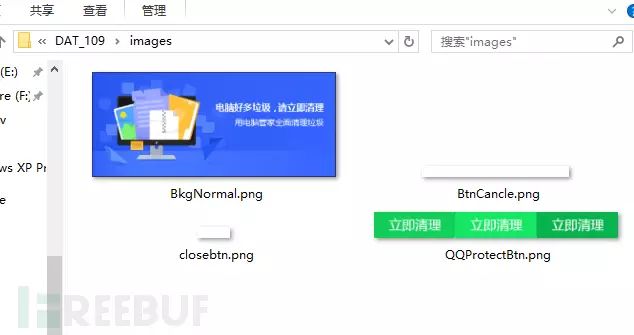 共享
查看
管理
DAT_109 › images
搜索"images"
(E:)
re (F:)
v
ws XP Pr
e
电脑好多垃圾，请立即清理
用电脑管家全面清理垃圾
BkgNormal.png
BtnCancle.png
立即清理 立即清理 立即清理
closebtn.png
QQProtectBtn.png
FREEBUF